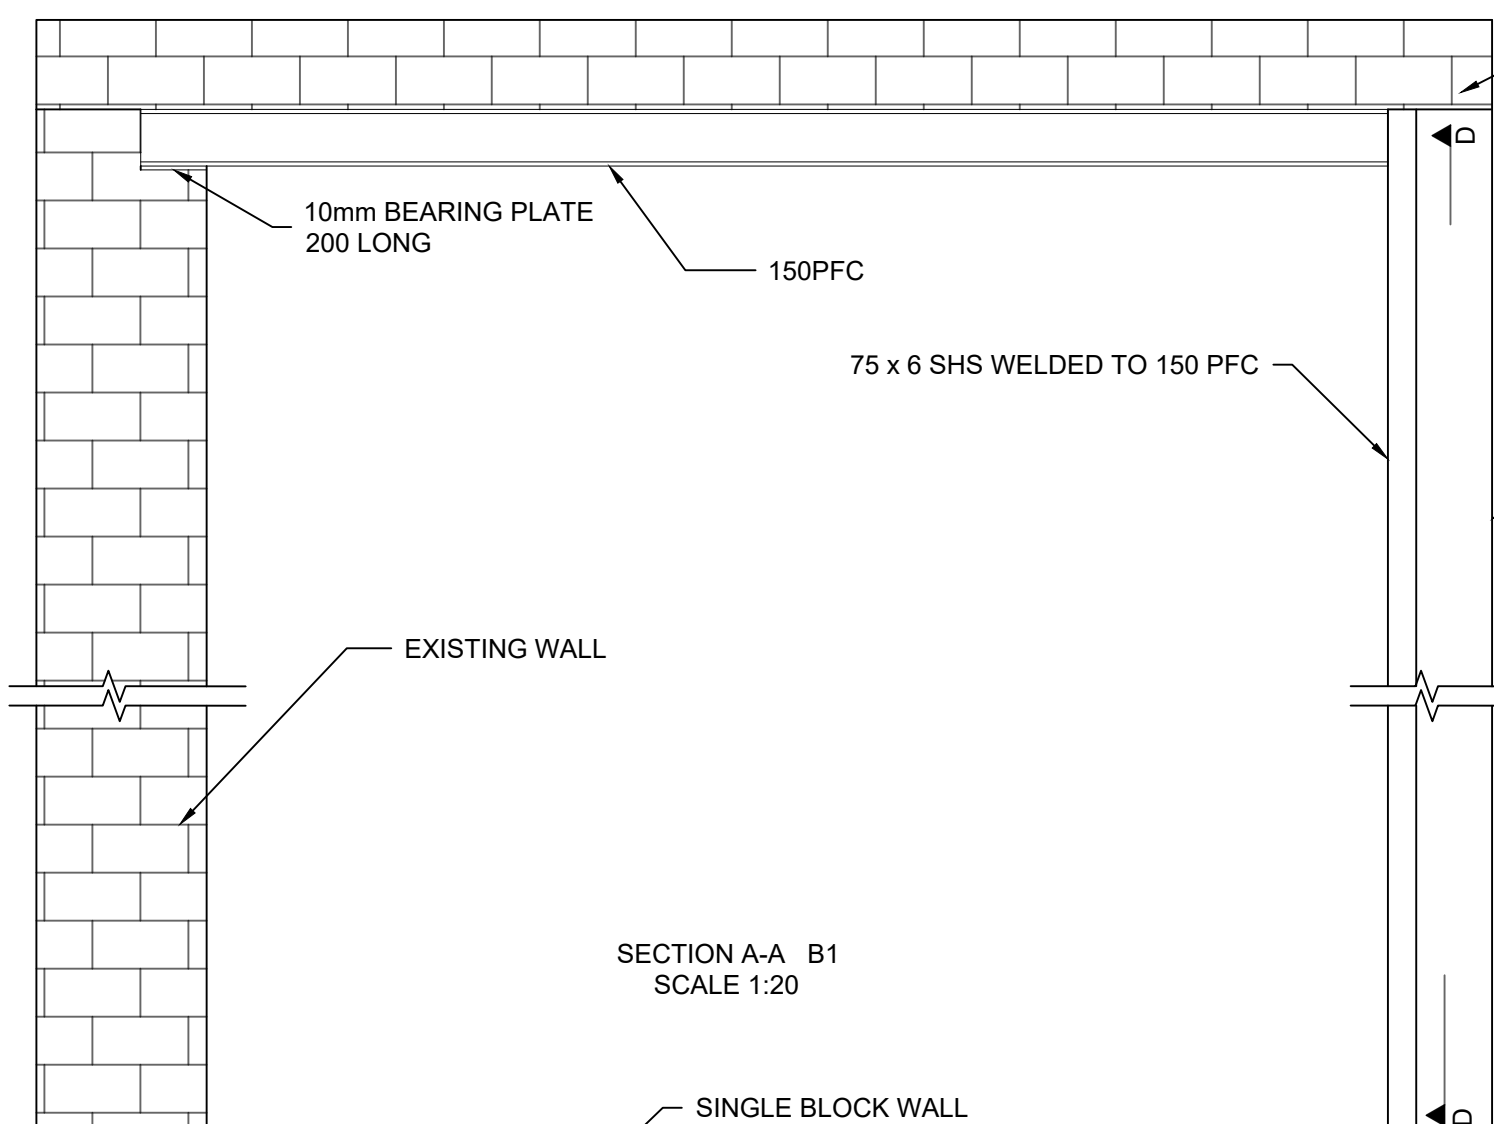 D
10mm BEARING PLATE
200 LONG
150PFC
75 x 6 SHS WELDED TO 150 PFC
EXISTING WALL
SECTION A-A B1
SCALE 1:20
SINGLE BLOCK WALL
D